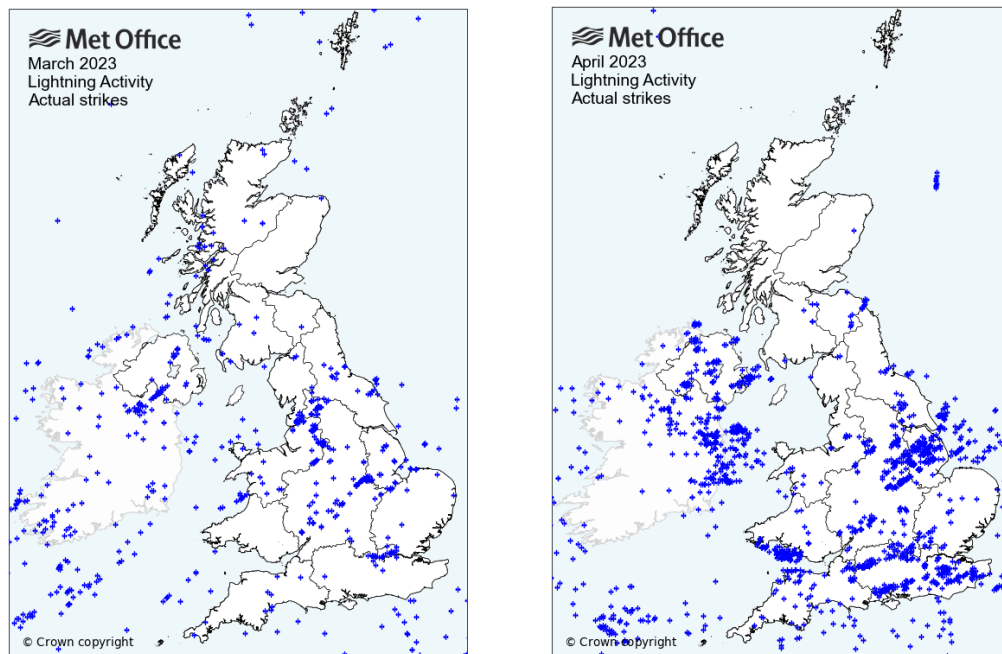 Met Office
March 2023
Lightning Activity
Actual strikes
© Crown copyright
Met Office
April 2023
Lightning Activity
Actual strikes
© Crown copyright